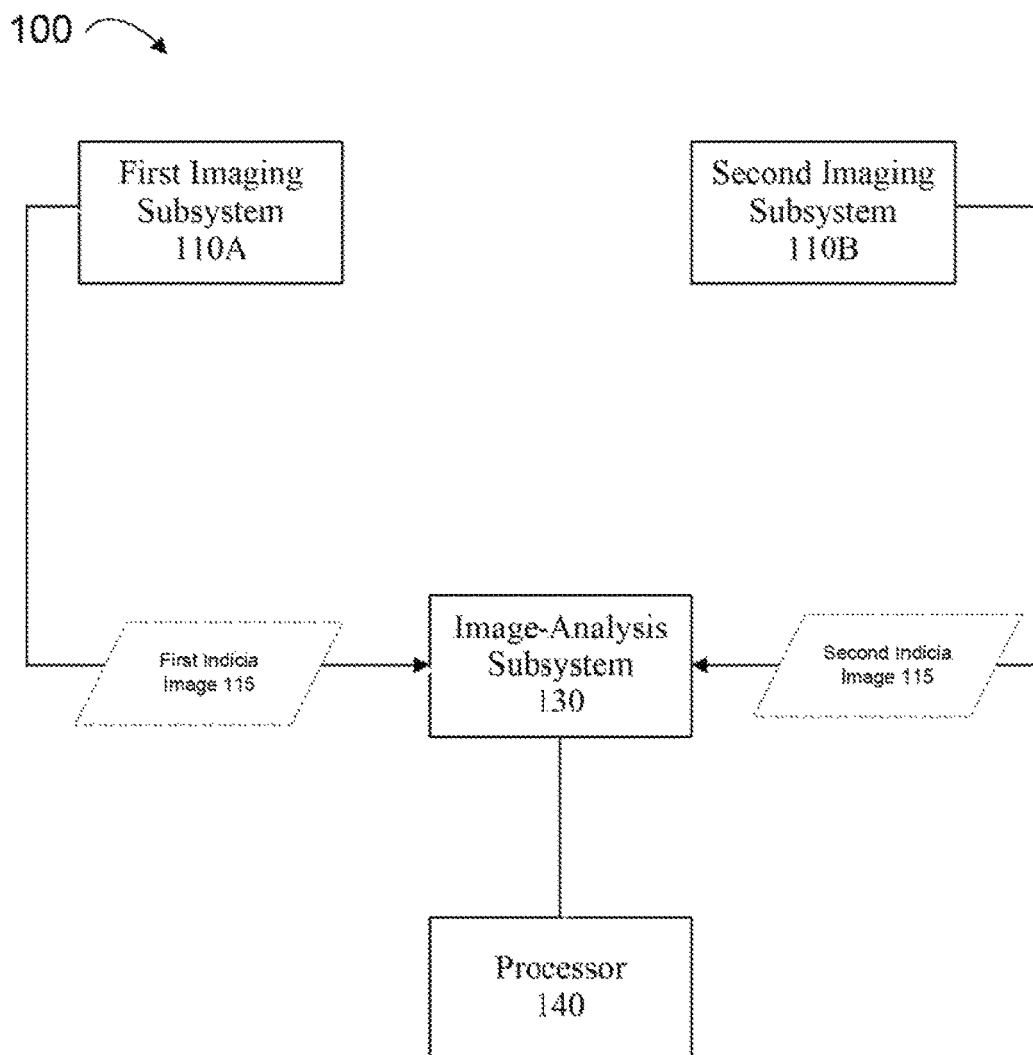 100
First Imaging
Subsystem
110A
Second Imaging
Subsystem
110B
First Indicia
Image 115
Image-Analysis
Subsystem
130
Second Indicia
Image 115
Processor
140